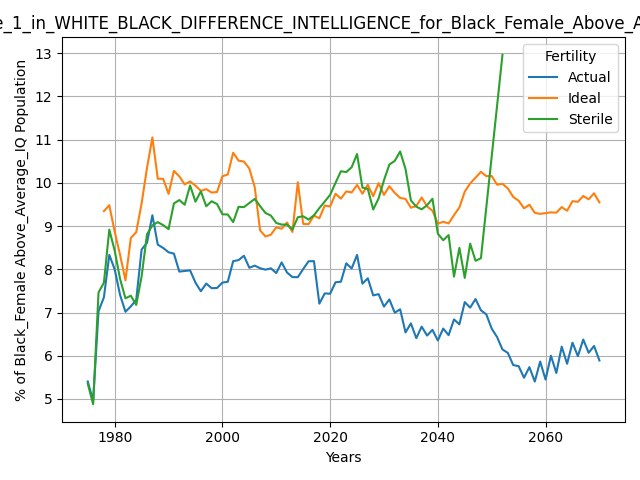 e_1_in_WHITE_BLACK_DIFFERENCE_INTELLIGENCE_for_Black_Female_Above_A
% of Black_Female Above_Average_IQ Population
13
12
11
10
9
8
7
6
5
Fertility
Actual
Ideal
Sterile
1980 2000 2020 2040 2060
Years